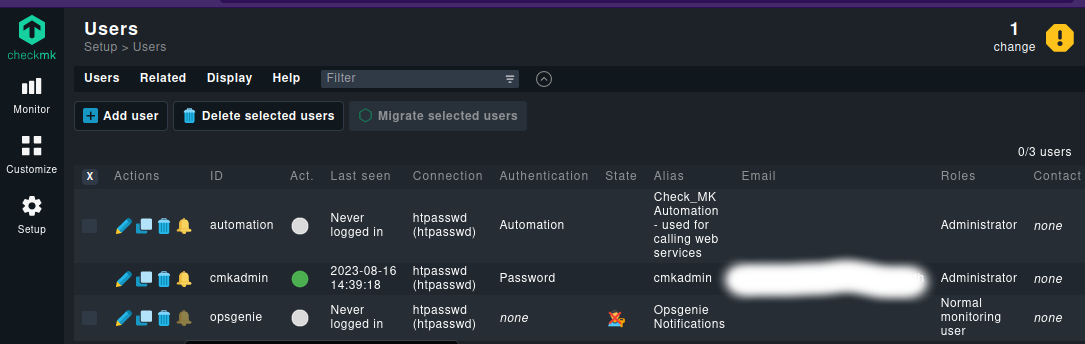 Users
Setup > Users
1
change
checkmk
Monitor
Customize
Setup
Users Related Display Help Filter
Add user Delete selected users Migrate selected users
0/3 users
X Actions ID Act. Last seen Connection Authentication State Alias Email Roles Contact
automation Never logged in htpasswd (htpasswd) Automation Check_MK Automation - used for calling web services Administrator none
cmkadmin 2023-08-16 14:39:18 htpasswd (htpasswd) Password cmkadmin Administrator none
opsgenie Never logged in htpasswd (htpasswd) none Opsgenie Notifications Normal monitoring user none